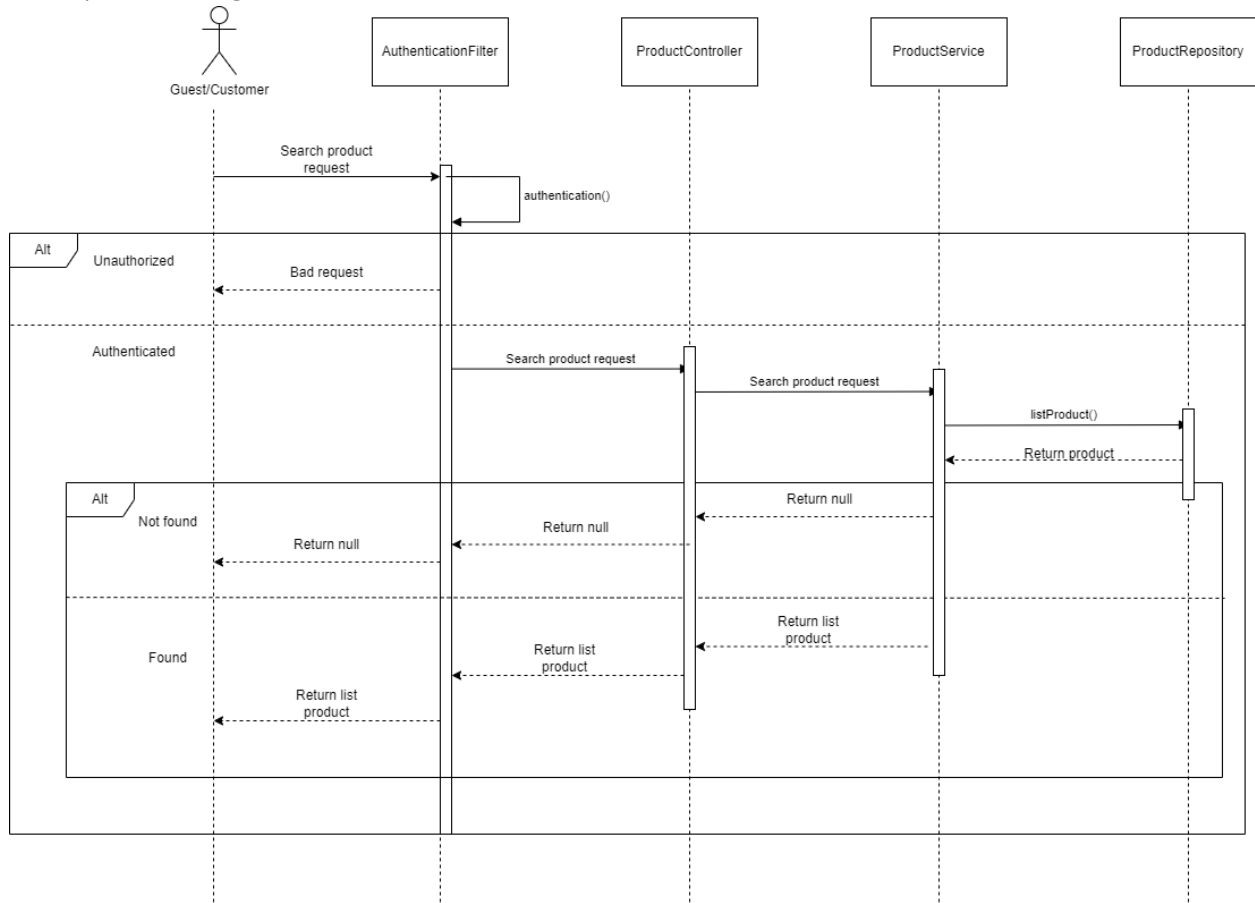 Guest/Customer
AuthenticationFilter
ProductController
ProductService
ProductRepository
Search product
request
authentication()
Alt
Unauthorized
Bad request
Authenticated
Search product request
Search product request
listProduct()
Return product
Alt
Not found
Return null
Return null
Return null
Found
Return list
product
Return list
product
Return list
product